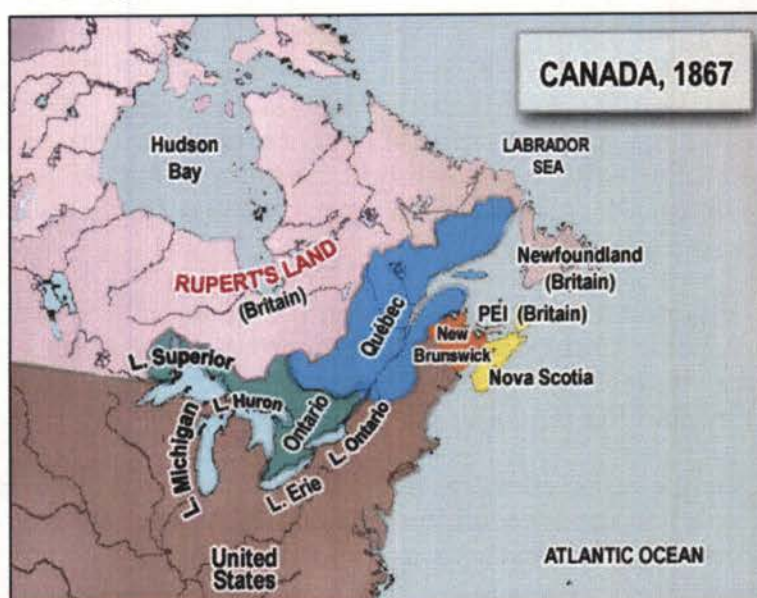 CANADA, 1867
Hudson
Bay
LABRADOR
SEA
RUPERT'S LAND
(Britain)
Newfoundland
(Britain)
Québec
PEI (Britain)
New
Brunswick
Nova Scotia
L. Superior
L. Huron
Ontario
L. Michigan
L. Ontario
L. Erie
United
States
ATLANTIC OCEAN